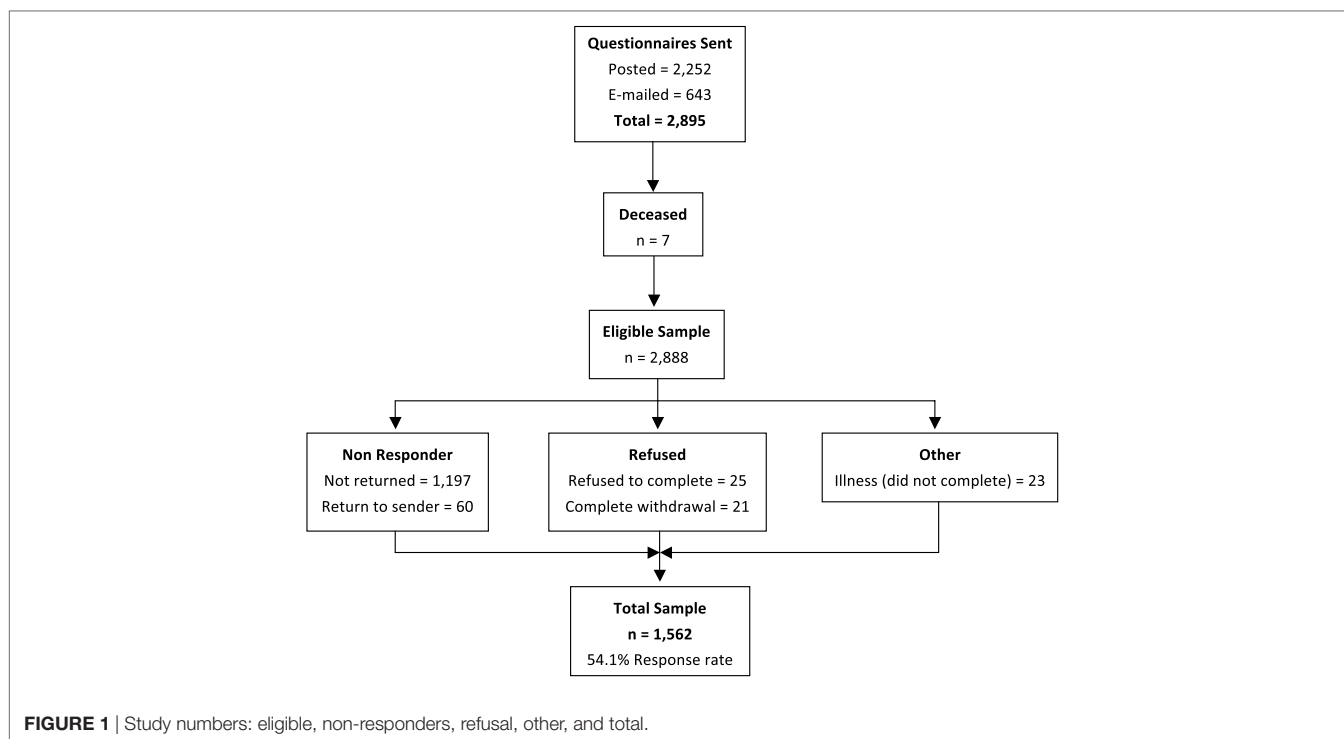 Questionnaires Sent
Posted = 2,252
E-mailed = 643
Total = 2,895
Deceased
n = 7
Eligible Sample
n = 2,888
Non Responder
Not returned = 1,197
Return to sender = 60
Refused
Refused to complete = 25
Complete withdrawal = 21
Other
Illness (did not complete) = 23
Total Sample
n = 1,562
54.1% Response rate
FIGURE 1 | Study numbers: eligible, non-responders, refusal, other, and total.